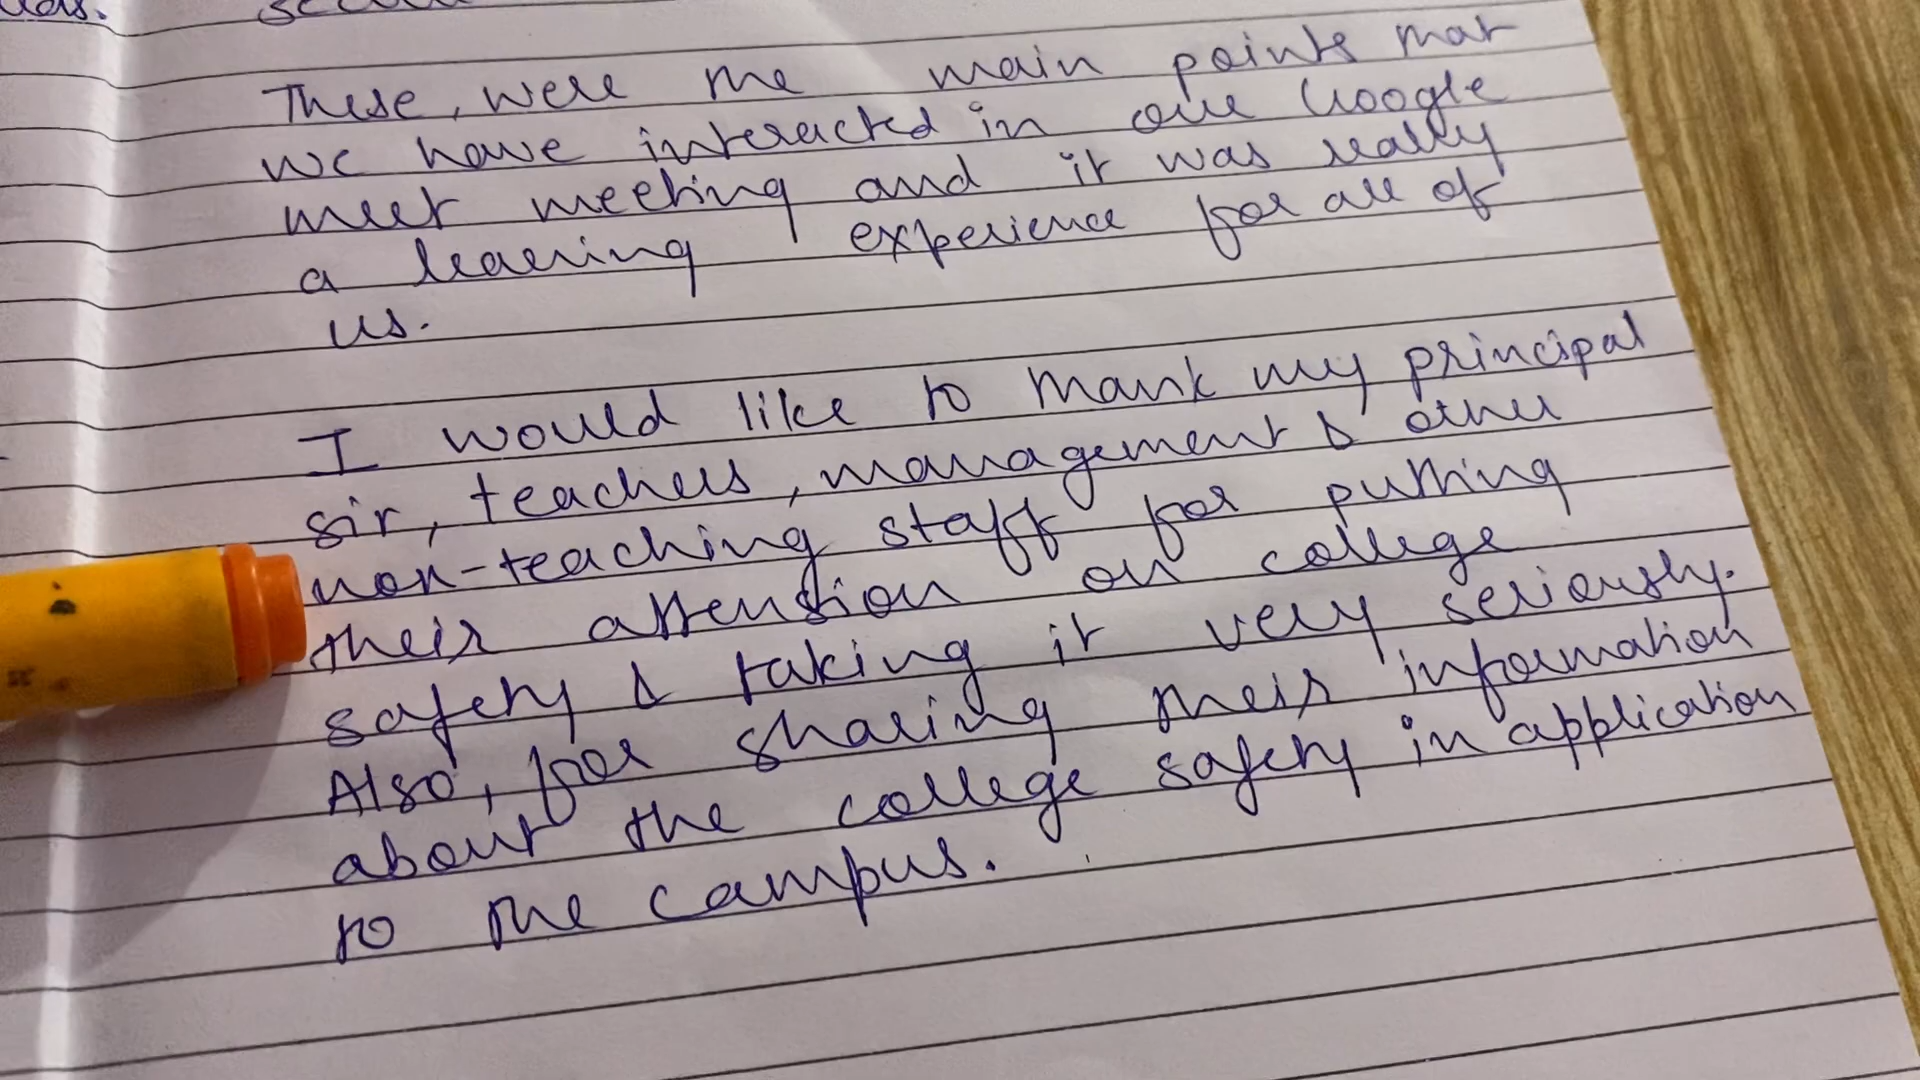 These, were the main points that
we have interacted in our Google
meet meeting and it was really
a learning experience for all of
us.
I would like to thank my principal
sir, teachers, management & other
non-teaching staff for putting
their attension on college
safety & taking it very seriously.
Also, for sharing their information
about the college safety in application
to the campus.